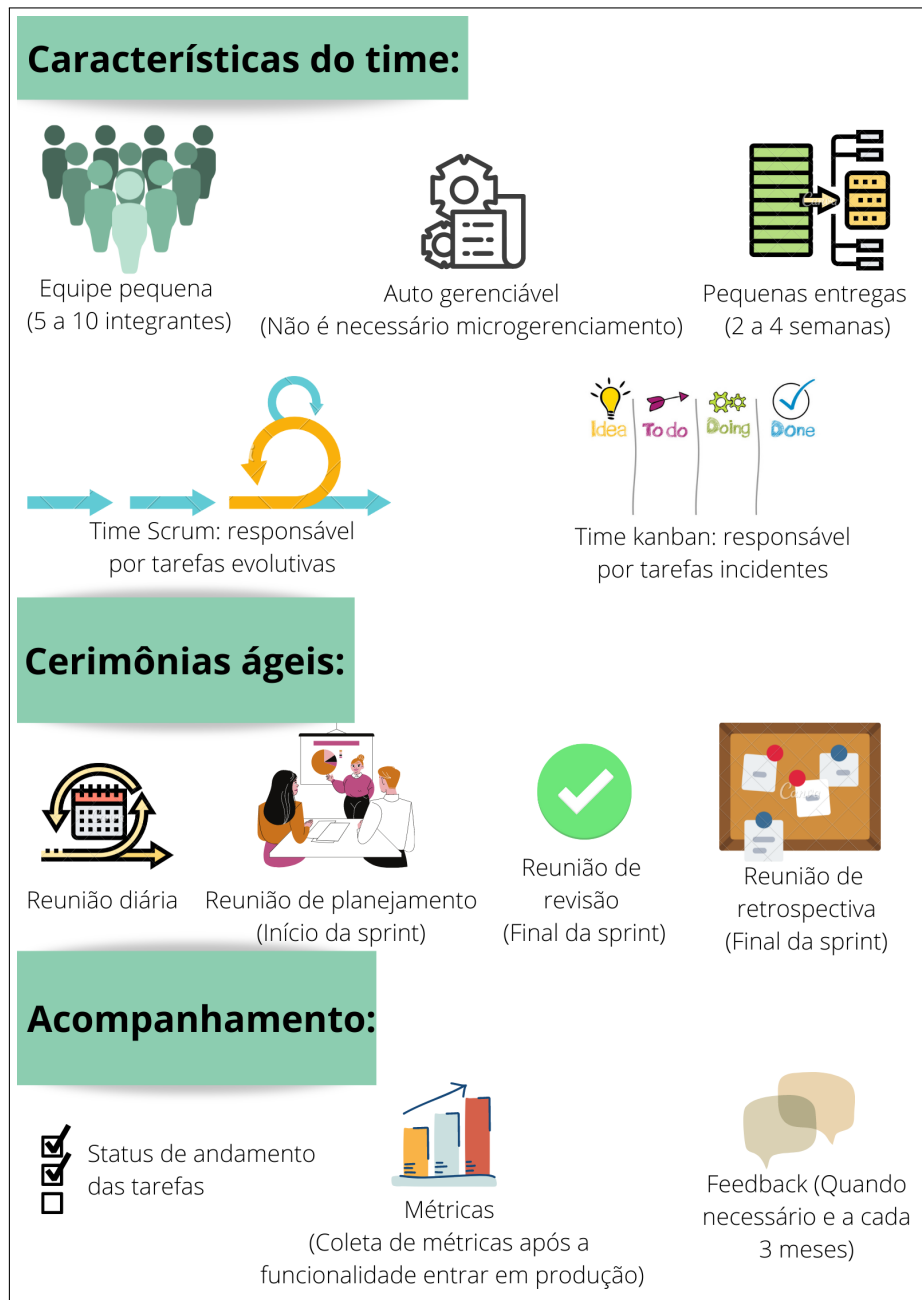 Características do time:
Equipe pequena
(5 a 10 integrantes)
Auto gerenciável
(Não é necessário microgerenciamento)
Pequenas entregas
(2 a 4 semanas)
Idea
To do
Doing
Done
Time Scrum: responsável
por tarefas evolutivas
Time kanban: responsável
por tarefas incidentes
Cerimônias ágeis:
Reunião diária
Reunião de planejamento
(Início da sprint)
Reunião de
revisão
(Final da sprint)
Reunião de
retrospectiva
(Final da sprint)
Acompanhamento:
Status de andamento
das tarefas
Métricas
(Coleta de métricas após a
funcionalidade entrar em produção)
Feedback (Quando
necessário e a cada
3 meses)